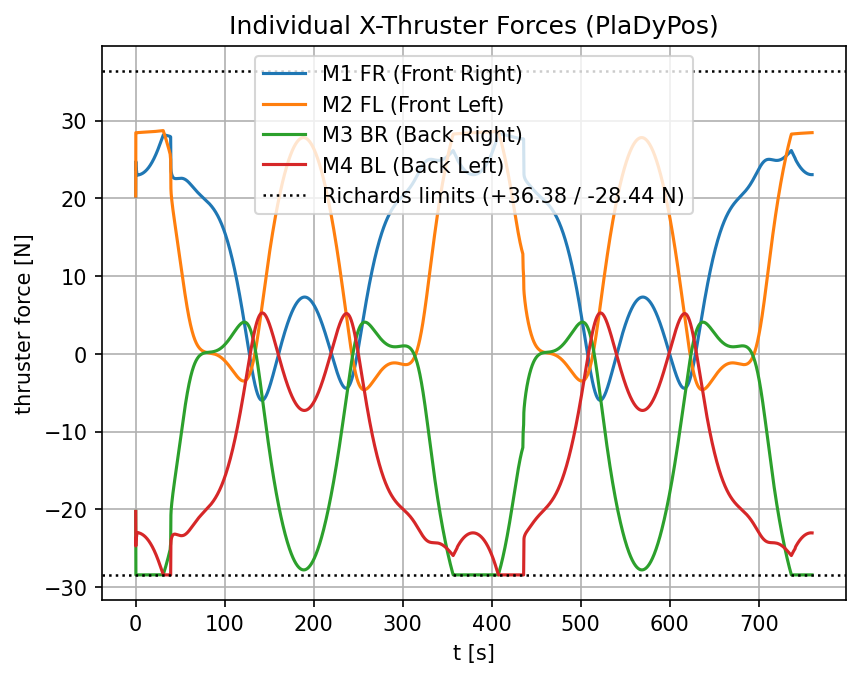 Individual X-Thruster Forces (PlaDyPos)
M1 FR (Front Right)
M2 FL (Front Left)
M3 BR (Back Right)
M4 BL (Back Left)
Richards limits (+36.38 / -28.44 N)
thruster force [N]
30
20
10
0
−10
−20
−30
0 100 200 300 400 500 600 700
t [s]